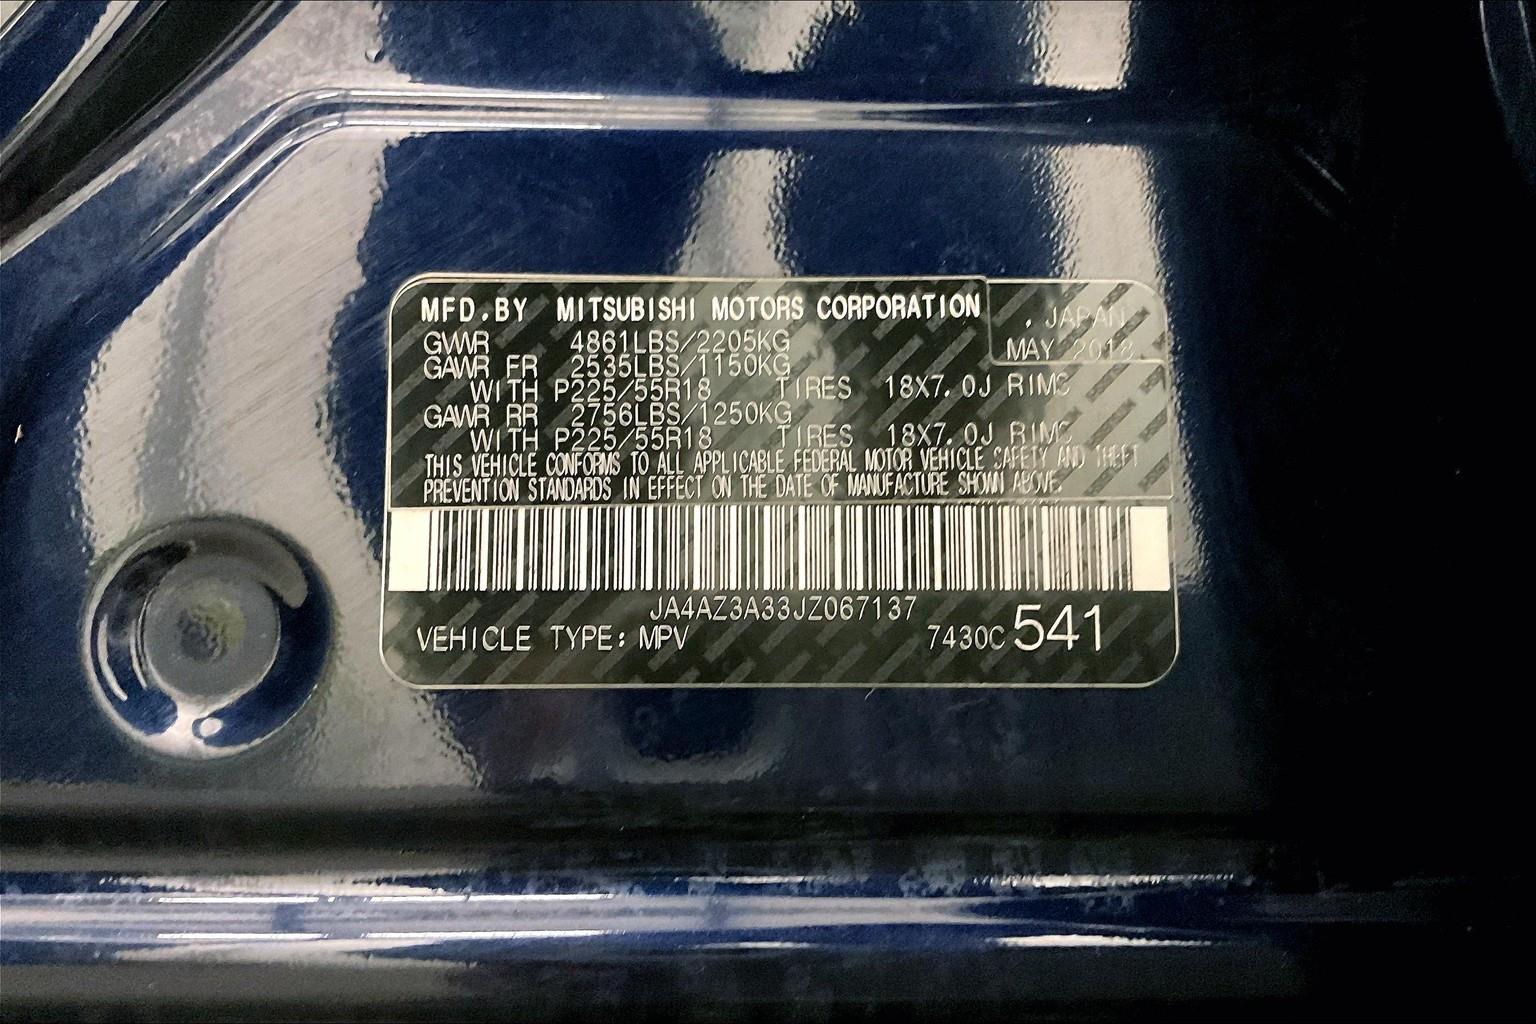 MFD.BY MITSUBISHI MOTORS CORPORATION
, JAPAN
MAY 2018
GVWR 4861LBS/2205KG
GAWR FR 2535LBS/1150KG
WITH P225/55R18 TIRES 18X7.0J RIMS
GAWR RR 2756LBS/1250KG
WITH P225/55R18 TIRES 18X7.0J RIMS
THIS VEHICLE CONFORMS TO ALL APPLICABLE FEDERAL MOTOR VEHICLE SAFETY AND THEFT
PREVENTION STANDARDS IN EFFECT ON THE DATE OF MANUFACTURE SHOWN ABOVE.
JA4AZ3A33JZ067137
VEHICLE TYPE: MPV 7430C 541